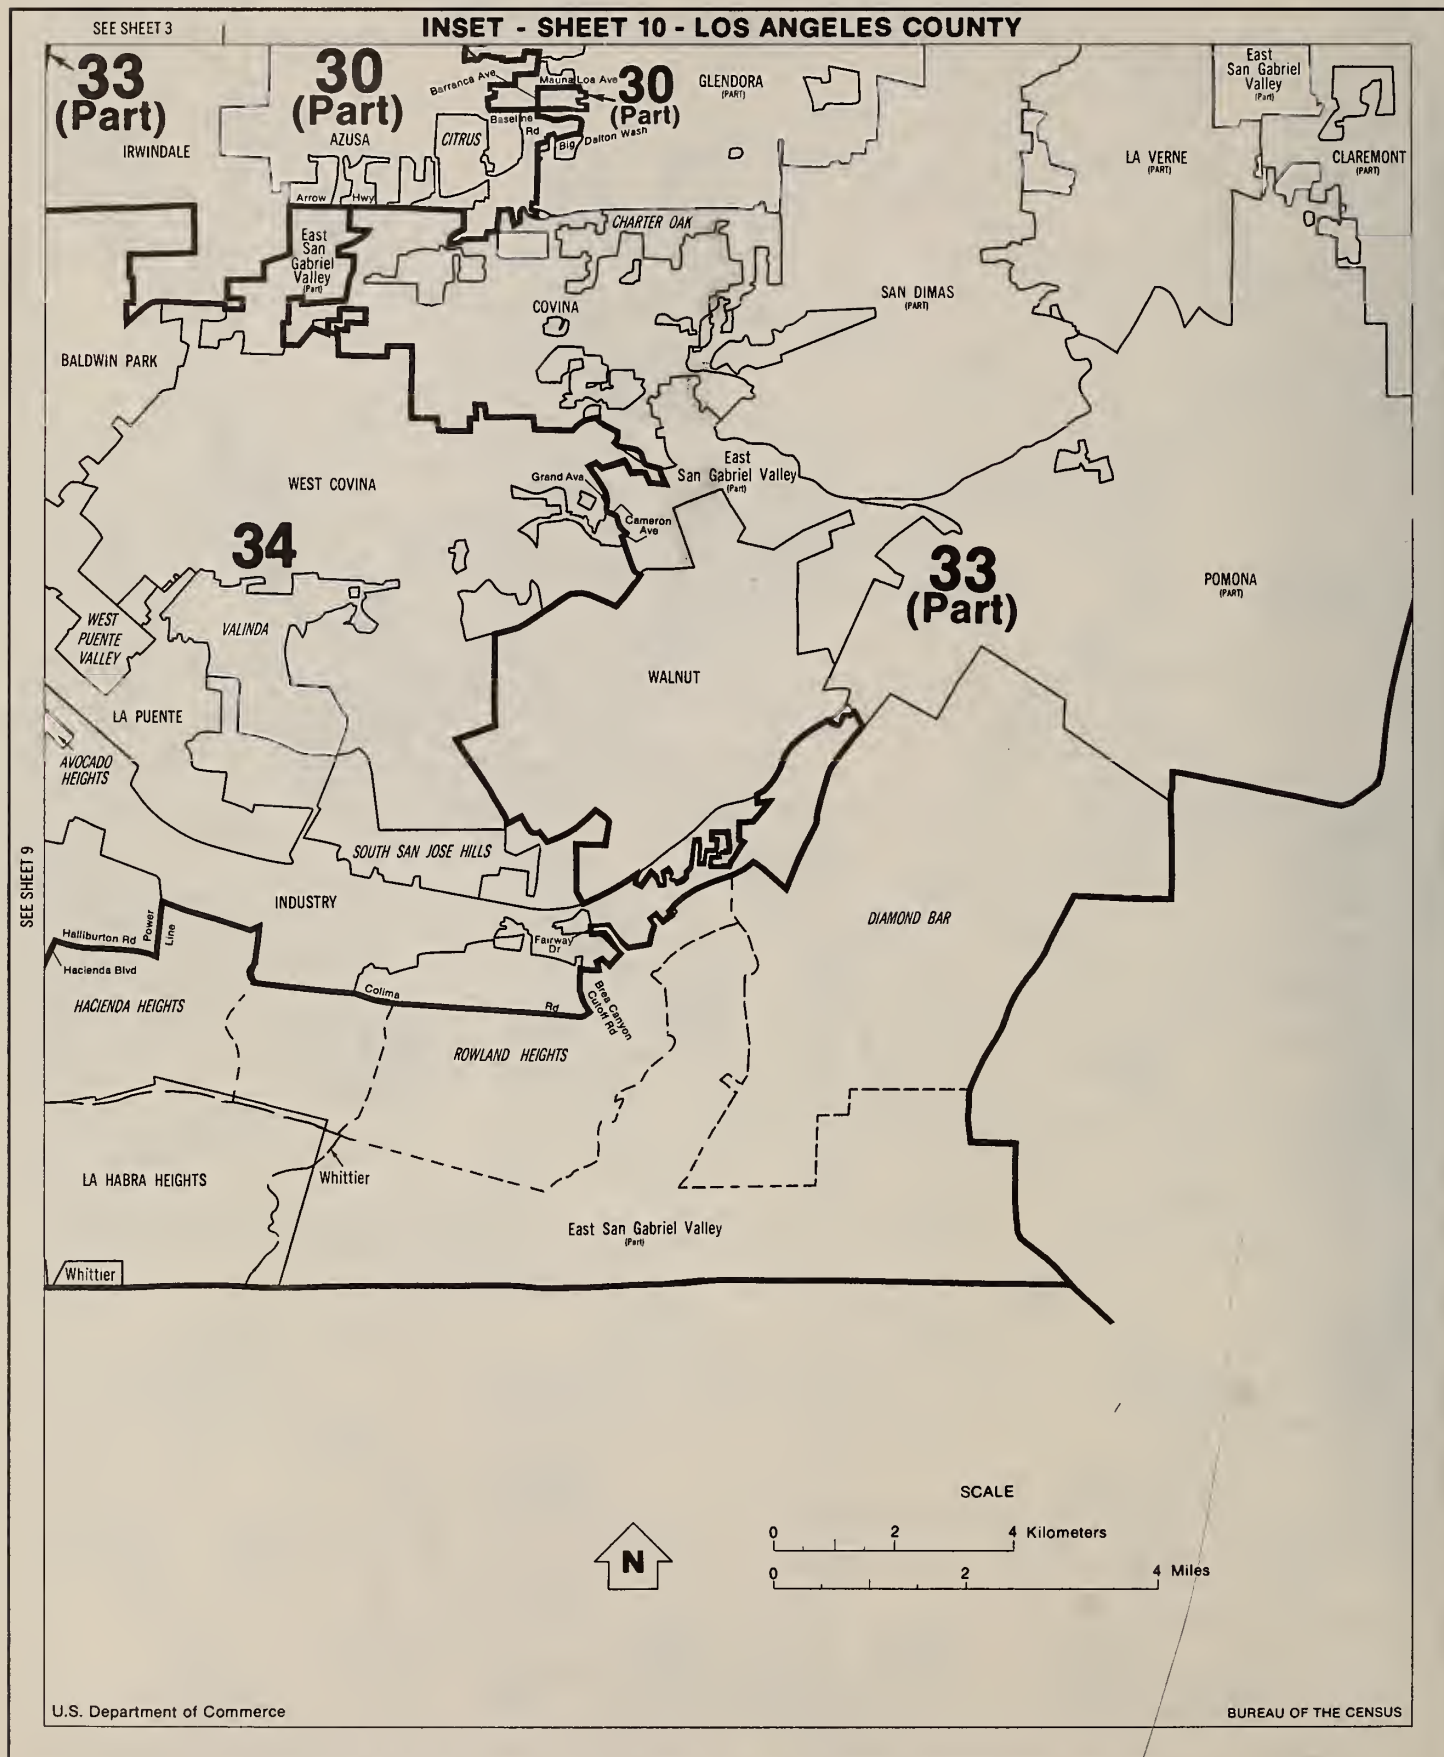 SEE SHEET 3
INSET - SHEET 10 - LOS ANGELES COUNTY
33
(Part)
IRWINDALE
30
(Part)
AZUSA
CITRUS
Barranca Ave
Mauna Loa Ave
30
(Part)
Baseline
Rd
Big Dalton Wash
GLENDORA
(PART)
East
San Gabriel
Valley
(Part)
LA VERNE
(PART)
CLAREMONT
(PART)
Arrow Hwy
East
San
Gabriel
Valley
(Part)
CHARTER OAK
COVINA
SAN DIMAS
(PART)
BALDWIN PARK
WEST COVINA
34
Grand Ave
Cameron
Ave
East
San Gabriel Valley
(Part)
33
(Part)
POMONA
(PART)
WEST
PUENTE
VALLEY
VALINDA
WALNUT
LA PUENTE
AVOCADO
HEIGHTS
SOUTH SAN JOSE HILLS
SEE SHEET 9
INDUSTRY
DIAMOND BAR
Halliburton Rd
Power
Line
Hacienda Blvd
Fairway
Dr
HACIENDA HEIGHTS
Colima Rd
Brea Canyon
Cutoff Rd
ROWLAND HEIGHTS
LA HABRA HEIGHTS
Whittier
East San Gabriel Valley
(Part)
Whittier
SCALE
0 2 4 Kilometers
0 2 4 Miles
N
U.S. Department of Commerce
BUREAU OF THE CENSUS